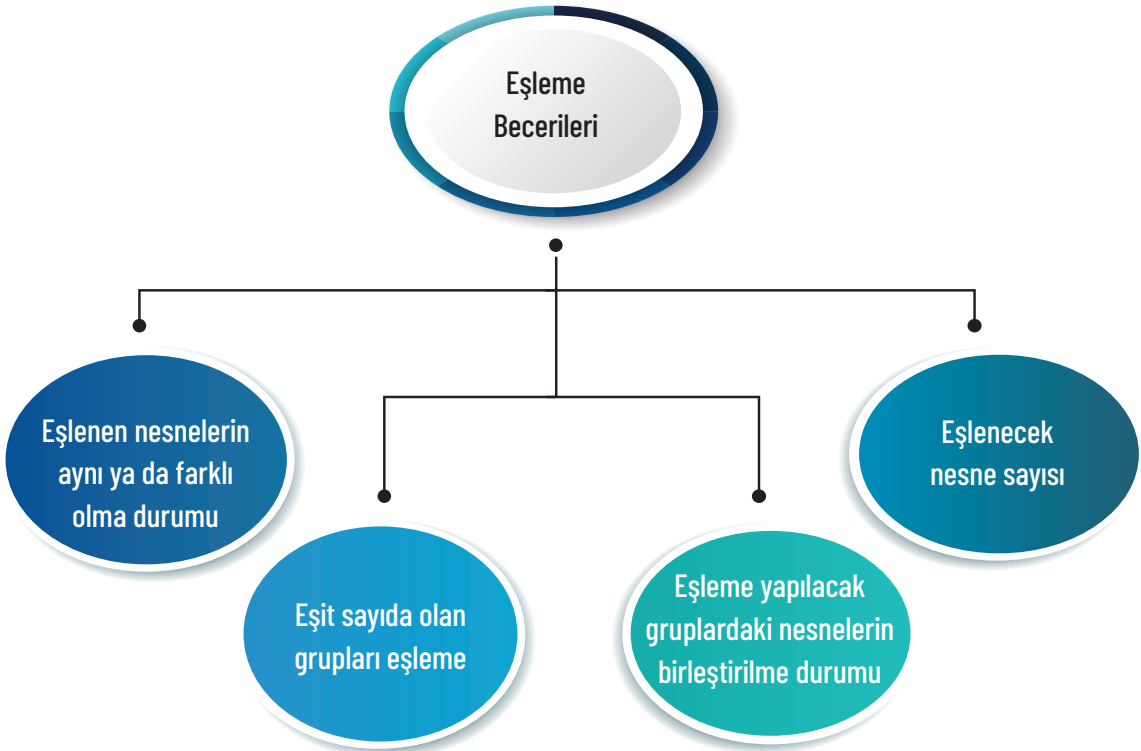 Eşleme
Becerileri
Eşlenen nesnelerin
aynı ya da farklı
olma durumu
Eşit sayıda olan
grupları eşleme
Eşleme yapılacak
gruplardaki nesnelerin
birleştirilme durumu
Eşlenecek
nesne sayısı